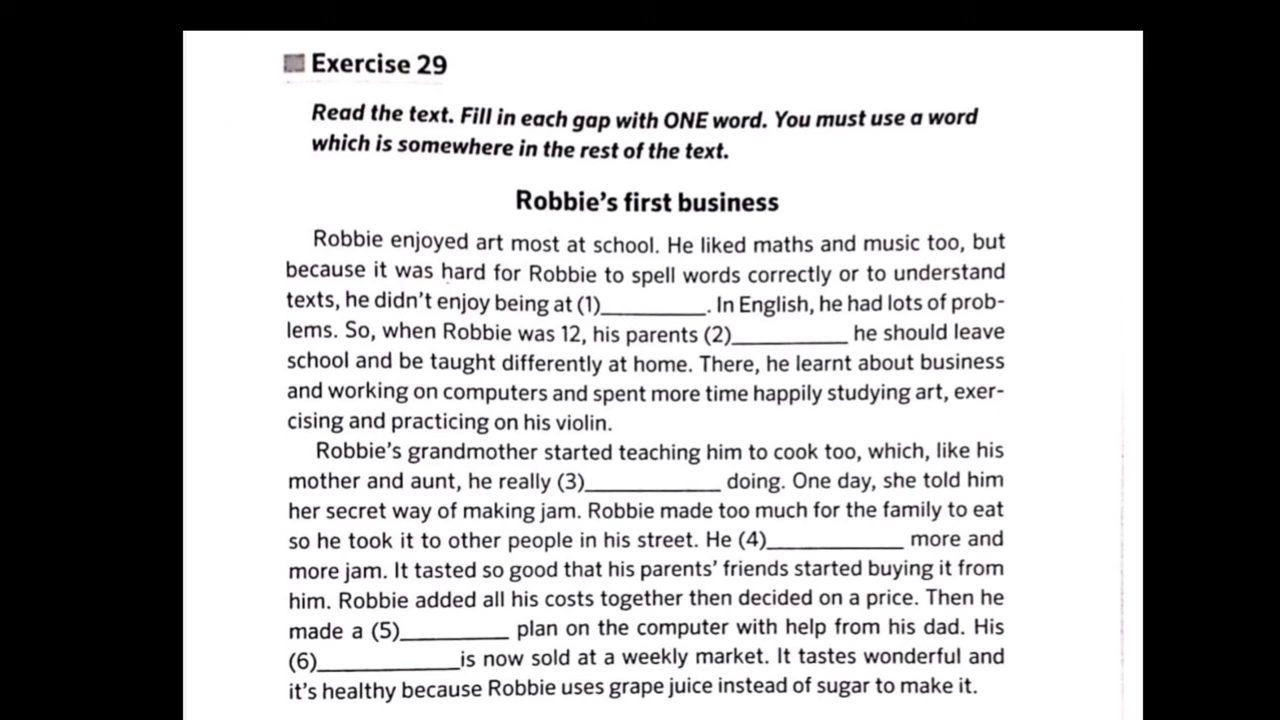 Exercise 29
Read the text. Fill in each gap with ONE word. You must use a word
which is somewhere in the rest of the text.
Robbie's first business
Robbie enjoyed art most at school. He liked maths and music too, but
because it was hard for Robbie to spell words correctly or to understand
texts, he didn't enjoy being at (1)_________. In English, he had lots of prob-
lems. So, when Robbie was 12, his parents (2)_________ he should leave
school and be taught differently at home. There, he learnt about business
and working on computers and spent more time happily studying art, exer-
cising and practicing on his violin.
Robbie's grandmother started teaching him to cook too, which, like his
mother and aunt, he really (3)_________ doing. One day, she told him
her secret way of making jam. Robbie made too much for the family to eat
so he took it to other people in his street. He (4)_________ more and
more jam. It tasted so good that his parents' friends started buying it from
him. Robbie added all his costs together then decided on a price. Then he
made a (5)_________ plan on the computer with help from his dad. His
(6)_________is now sold at a weekly market. It tastes wonderful and
it's healthy because Robbie uses grape juice instead of sugar to make it.